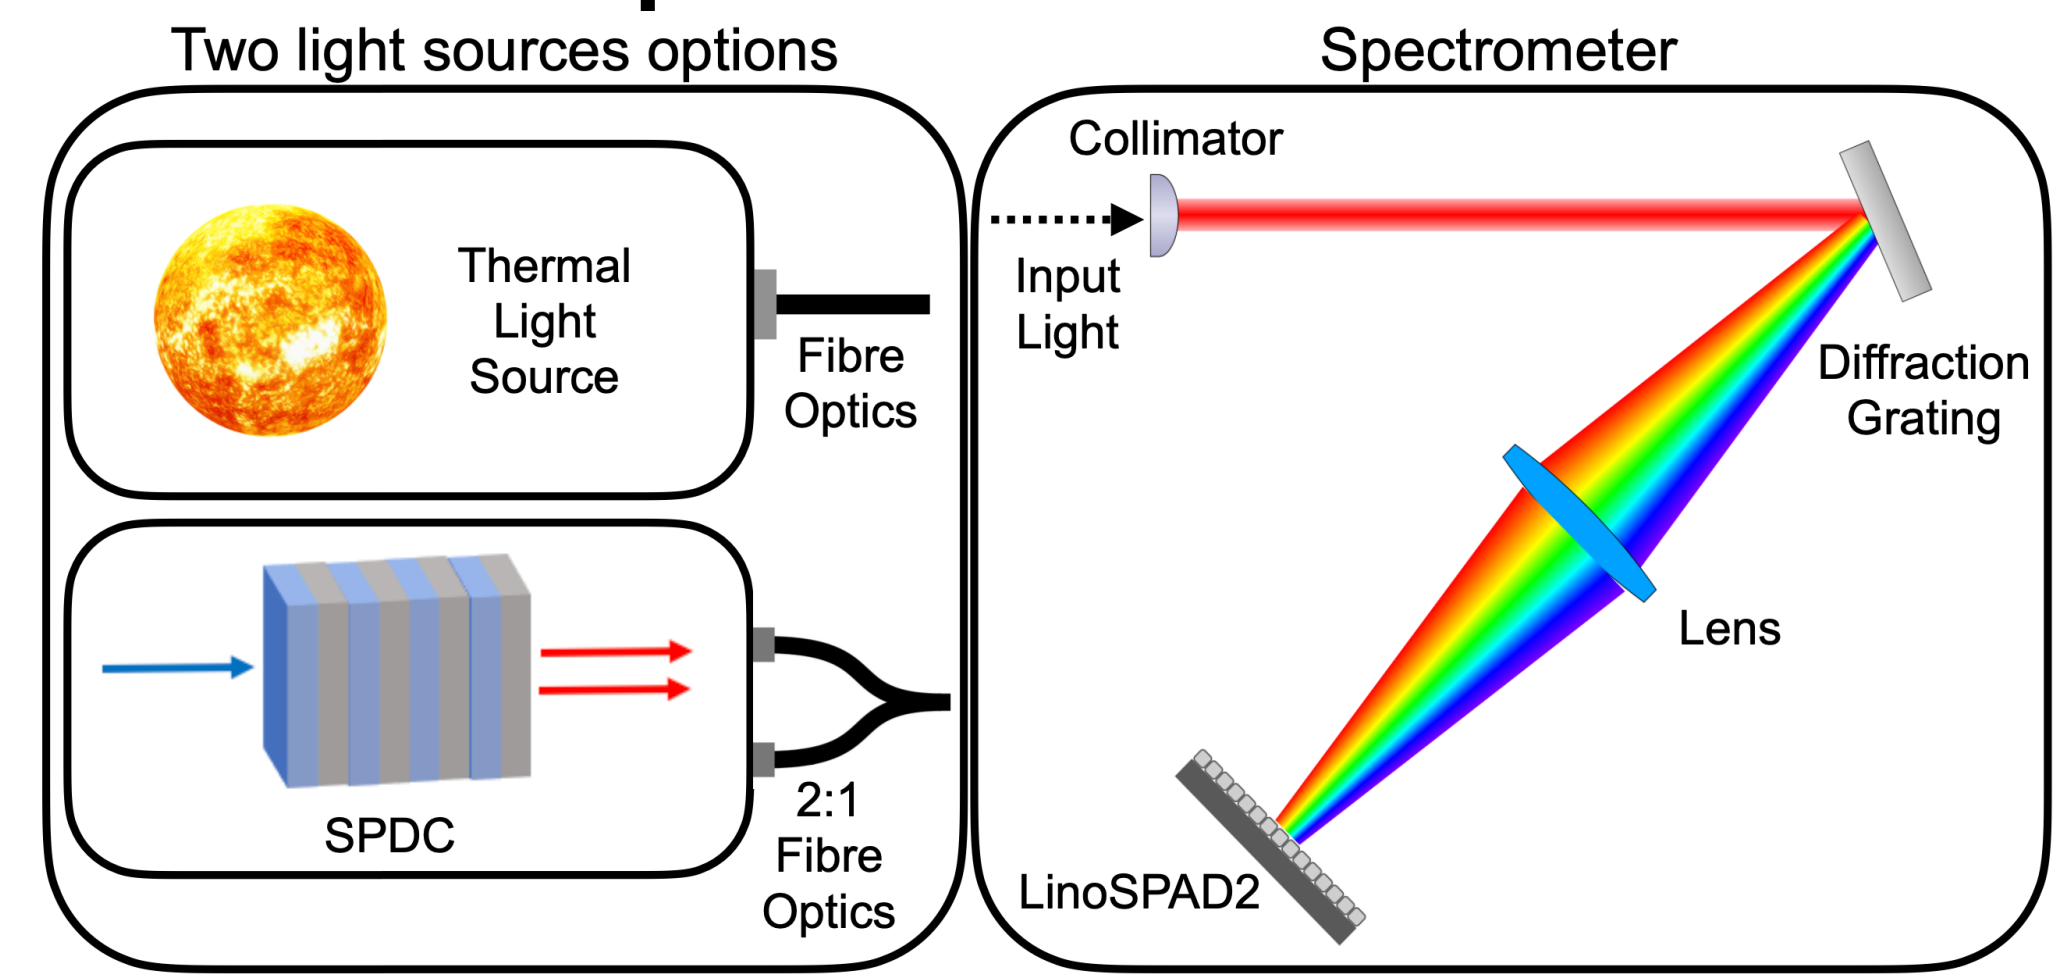 Two light sources options
Spectrometer
Thermal
Light
Source
Fibre
Optics
SPDC
2:1
Fibre
Optics
Collimator
Input
Light
Diffraction
Grating
Lens
LinoSPAD2